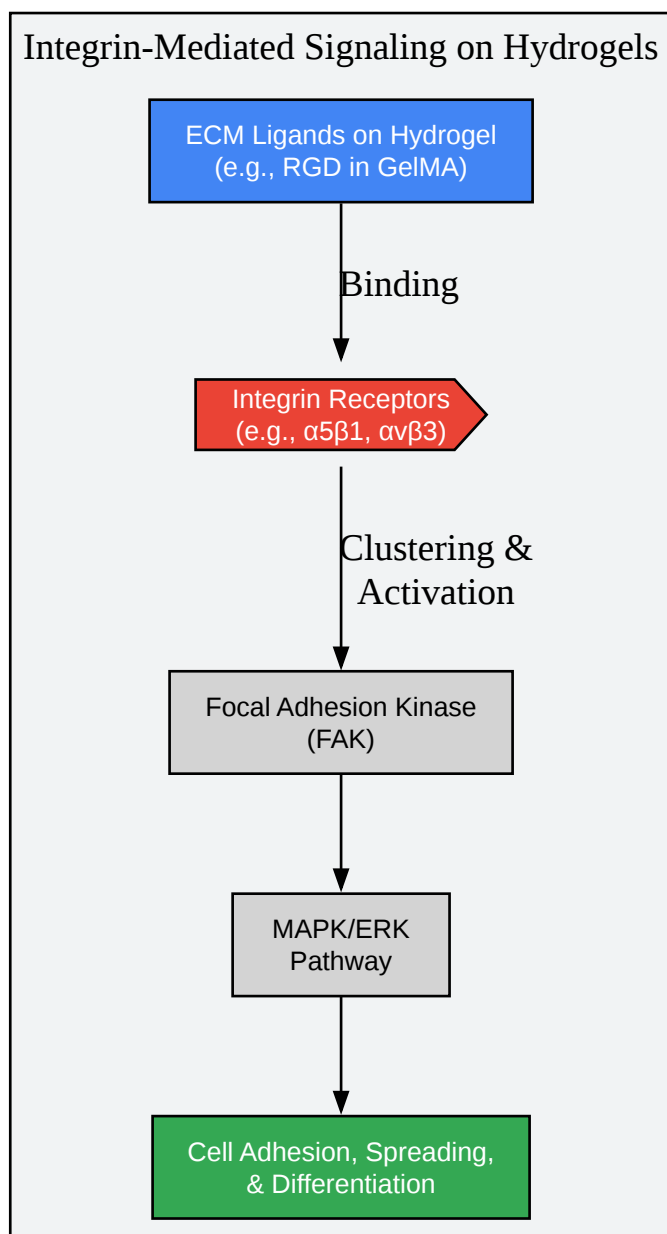 Integrin-Mediated Signaling on Hydrogels
ECM Ligands on Hydrogel
(e.g., RGD in GelMA)
Binding
Integrin Receptors
(e.g., α5β1, αvβ3)
Clustering &
Activation
Focal Adhesion Kinase
(FAK)
MAPK/ERK
Pathway
Cell Adhesion, Spreading,
& Differentiation